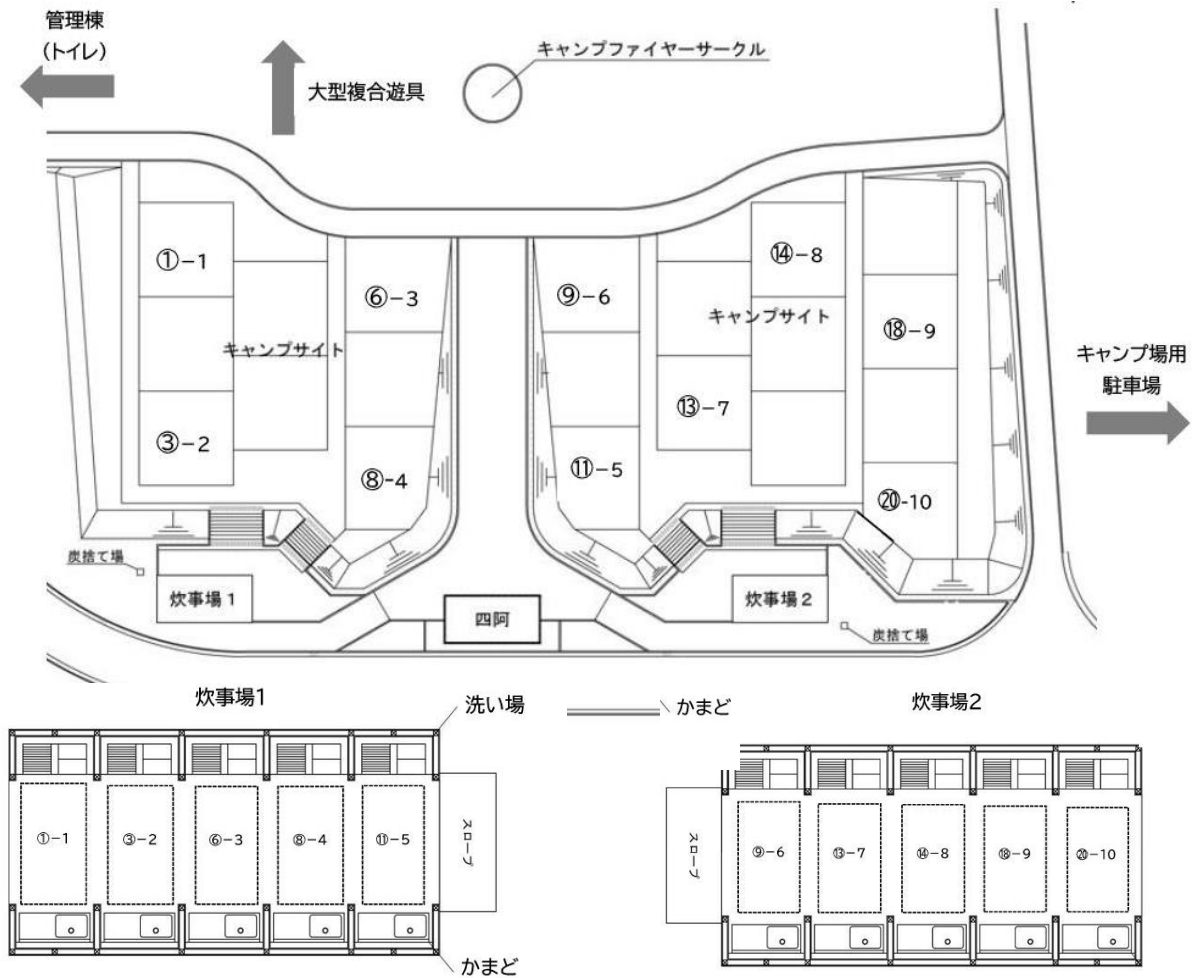 管理棟
（トイレ）
大型複合遊具
キャンプファイヤーサークル
①－1
⑥－3
⑨－6
⑭－8
キャンプサイト
キャンプサイト
⑱－9
キャンプ場用
駐車場
③－2
⑧-4
⑪－5
⑬－7
⑳-10
炭捨て場
炊事場１
四阿
炊事場２
炭捨て場
炊事場1
洗い場
かまど
炊事場2
①－1
③－2
⑥－3
⑧－4
⑪－5
スロープ
スロープ
⑨－6
⑬－7
⑭－8
⑱－9
⑳－10
かまど